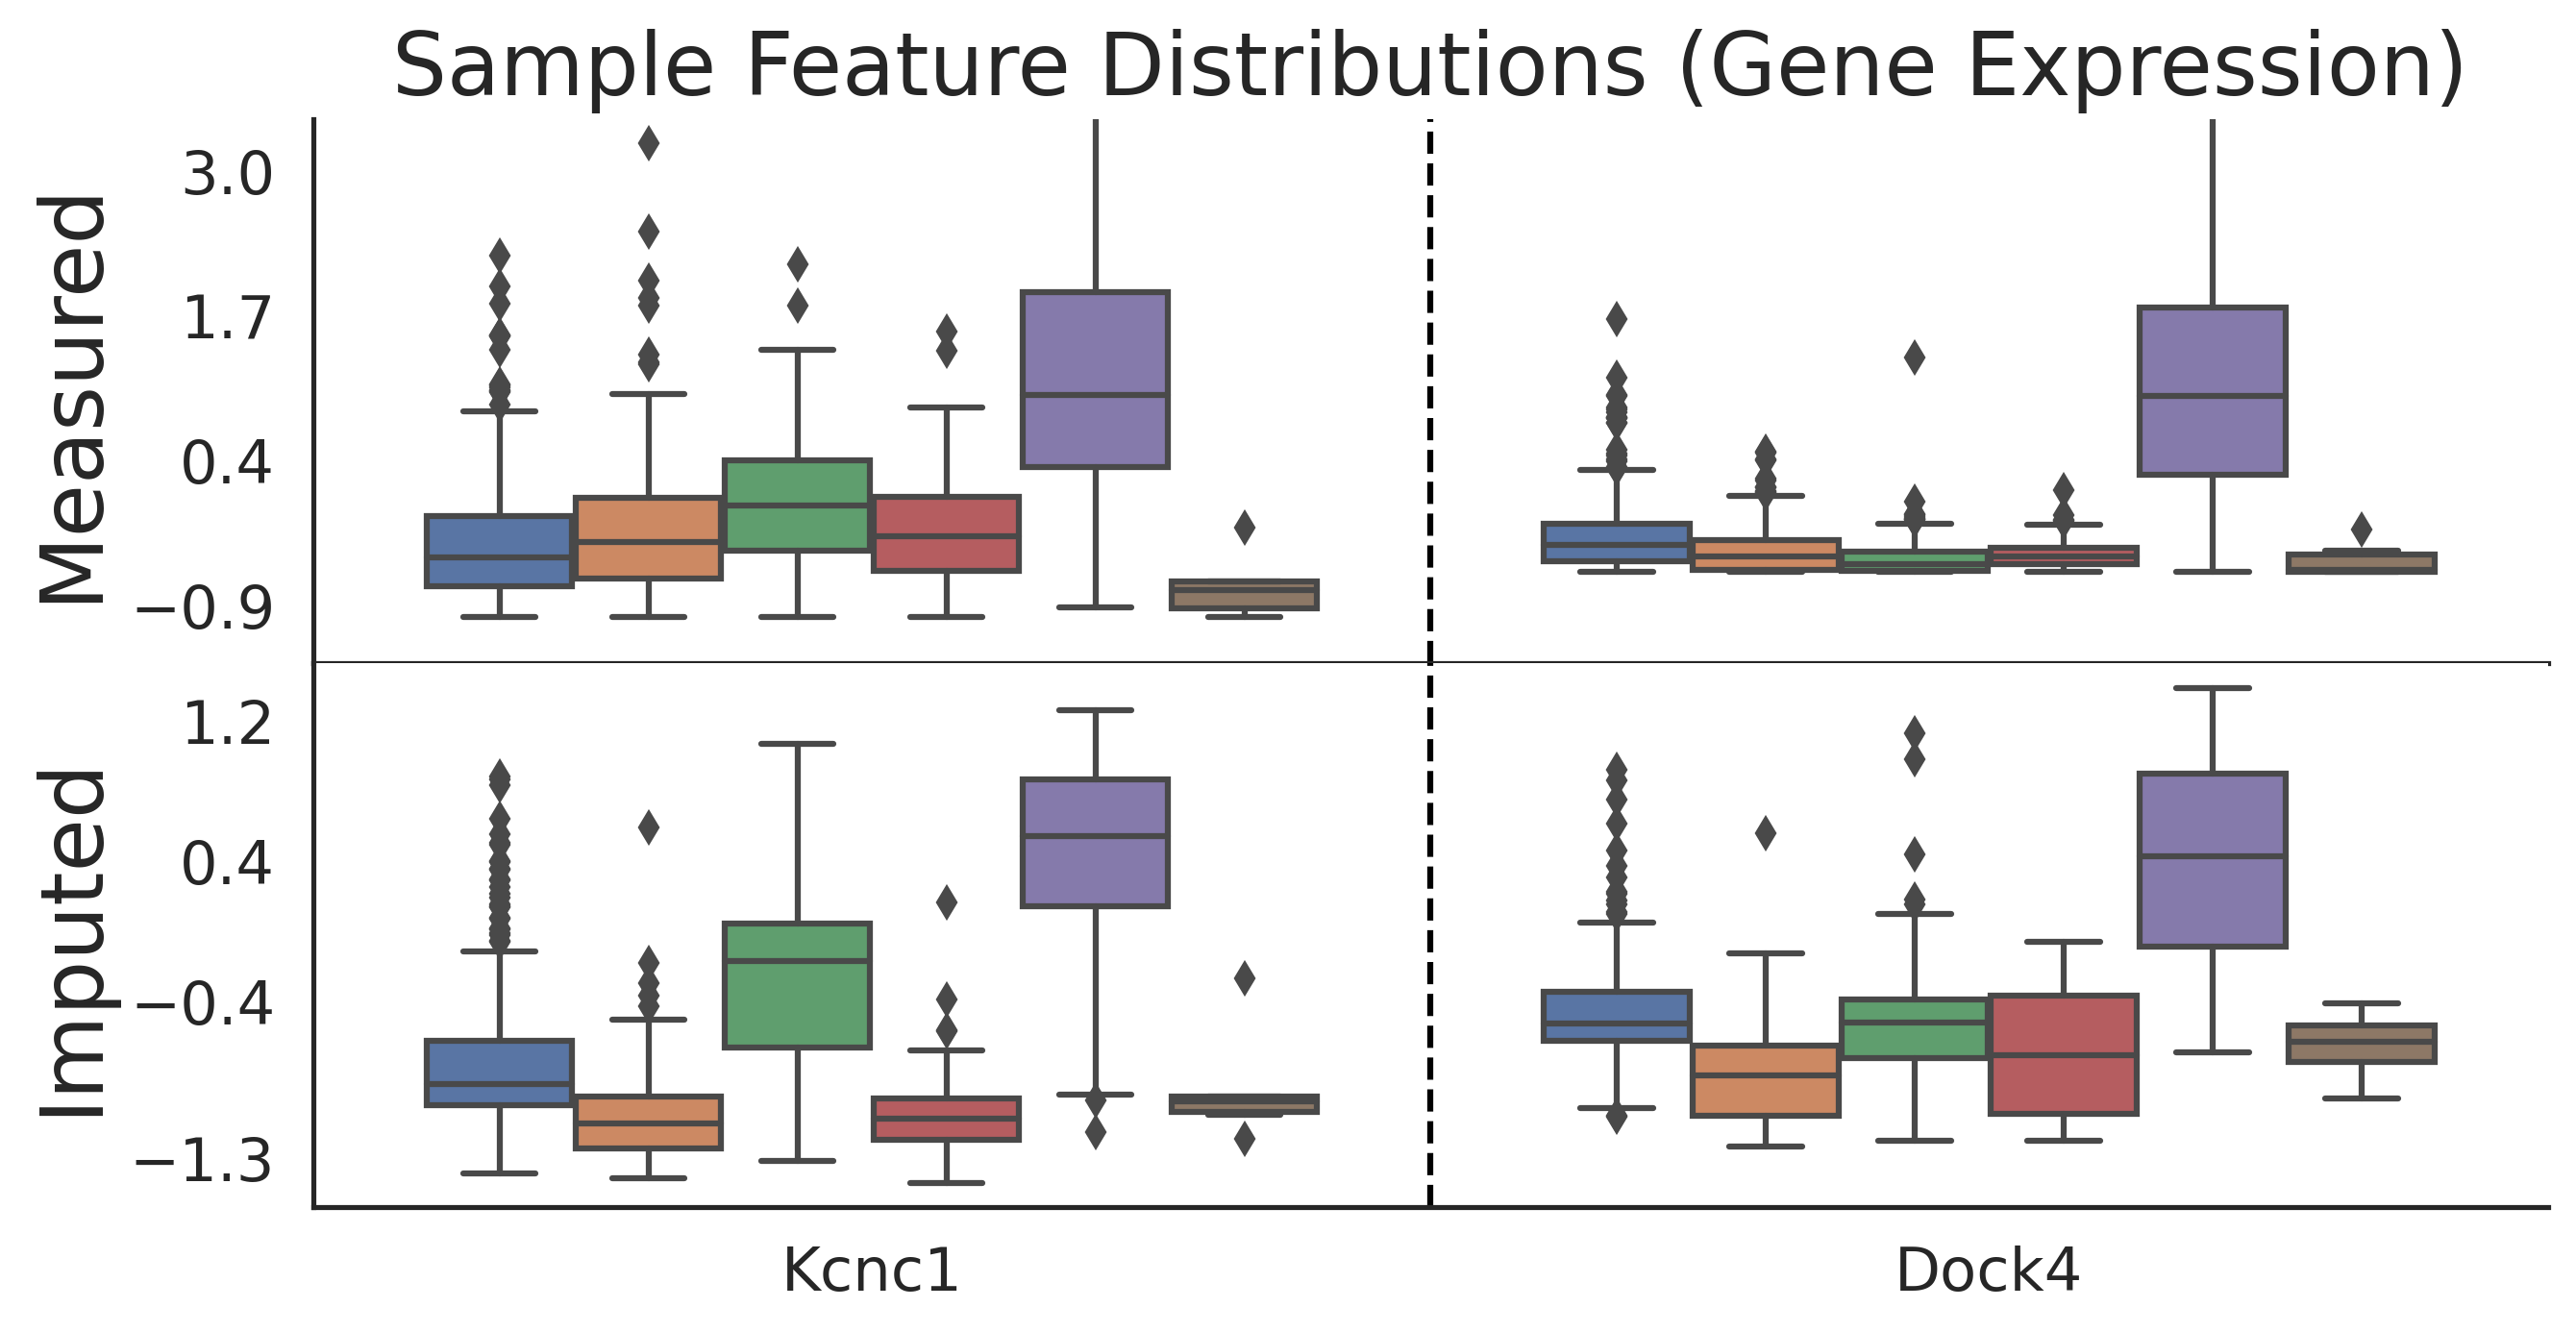 Sample Feature Distributions (Gene Expression)
Measured
3.0
1.7
0.4
−0.9
Imputed
1.2
0.4
−0.4
−1.3
Kcnc1
Dock4